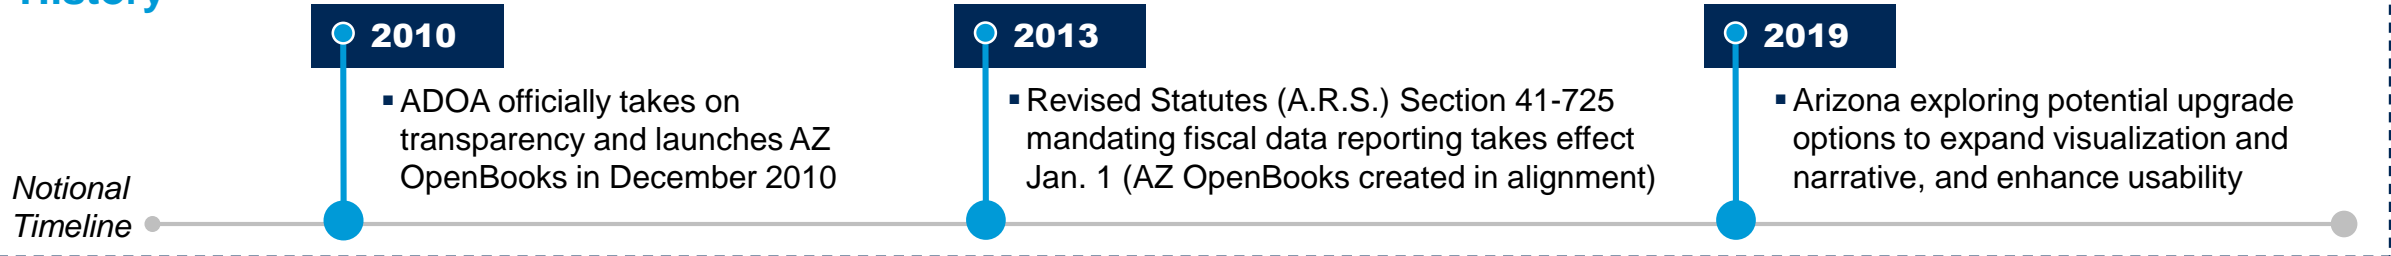 History
2010
▪ADOA officially takes on
transparency and launches AZ
OpenBooks in December 2010
2013
▪Revised Statutes (A.R.S.) Section 41-725
mandating fiscal data reporting takes effect
Jan. 1 (AZ OpenBooks created in alignment)
2019
▪Arizona exploring potential upgrade
options to expand visualization and
narrative, and enhance usability
Notional
Timeline